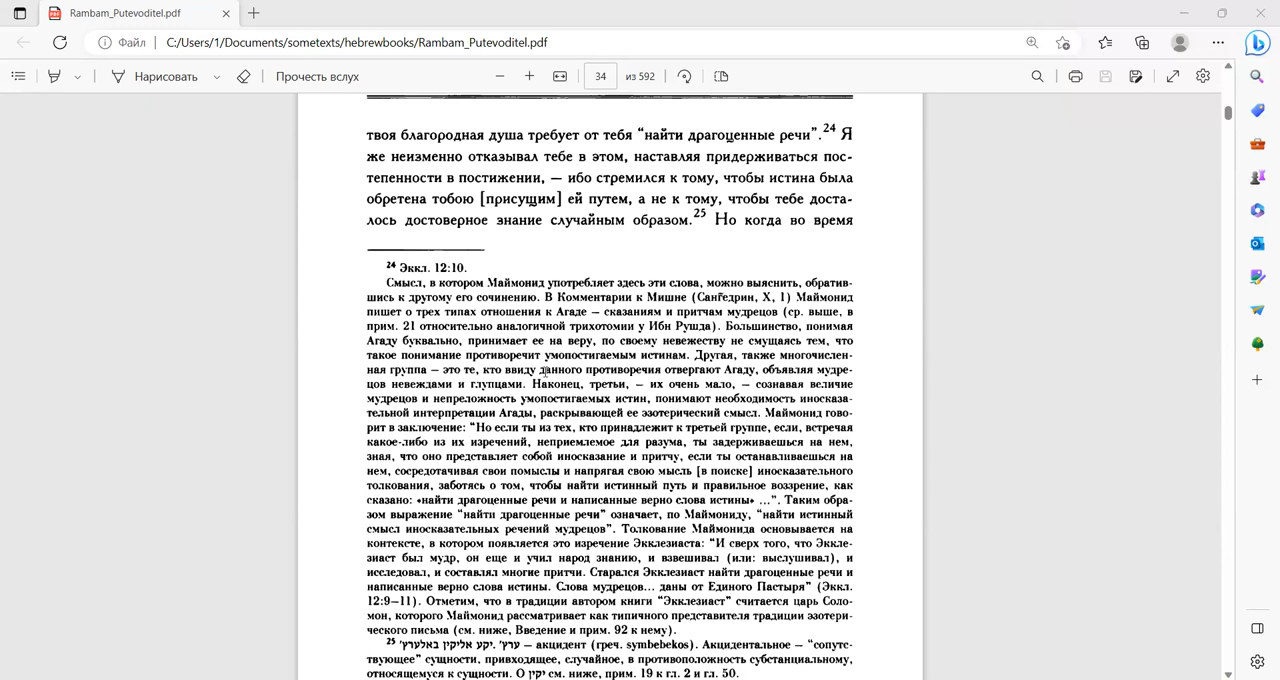 Rambam_Putevoditel.pdf
Файл
C:/Users/1/Documents/sometexts/hebrewbooks/Rambam_Putevoditel.pdf
Нарисовать
Прочесть вслух
34
из 592
твоя благородная душа требует от тебя “найти драгоценные речи”.24 Я
же неизменно отказывал тебе в этом, наставляя придерживаться пос-
тепенности в постижении, — ибо стремился к тому, чтобы истина была
обретена тобою [присущим] ей путем, а не к тому, чтобы тебе доста-
лось достоверное знание случайным образом.25 Но когда во время
24 Эккл. 12:10.
Смысл, в котором Маймонид употребляет здесь эти слова, можно выяснить, обратив-
шись к другому его сочинению. В Комментарии к Мишне (Санг̃едрин, X, 1) Маймонид
пишет о трех типах отношения к Агаде — сказаниям и притчам мудрецов (ср. выше, в
прим. 21 относительно аналогичной трихотомии у Ибн Рушда). Большинство, понимая
Агаду буквально, принимает ее на веру, по своему невежеству не смущаясь тем, что
такое понимание противоречит умопостигаемым истинам. Другая, также многочислен-
ная группа — это те, кто ввиду данного противоречия отвергают Агаду, объявляя мудре-
цов невеждами и глупцами. Наконец, третьи, — их очень мало, — сознавая величие
мудрецов и непреложность умопостигаемых истин, понимают необходимость иносказа-
тельной интерпретации Агады, раскрывающей ее эзотерический смысл. Маймонид гово-
рит в заключение: “Но если ты из тех, кто принадлежит к третьей группе, если, встречая
какое-либо из их изречений, неприемлемое для разума, ты задерживаешься на нем,
зная, что оно представляет собой иносказание и притчу, если ты останавливаешься на
нем, сосредотачивая свои помыслы и напрягая свою мысль [в поиске] иносказательного
толкования, заботясь о том, чтобы найти истинный путь и правильное воззрение, как
сказано: «найти драгоценные речи и написанные верно слова истины» ...”. Таким обра-
зом выражение “найти драгоценные речи” означает, по Маймониду, “найти истинный
смысл иносказательных речений мудрецов”. Толкование Маймонида основывается на
контексте, в котором появляется это изречение Экклезиаста: “И сверх того, что Эккле-
зиаст был мудр, он еще и учил народ знанию, и взвешивал (или: выслушивал), и
исследовал, и составлял многие притчи. Старался Экклезиаст найти драгоценные речи и
написанные верно слова истины. Слова мудрецов... даны от Единого Пастыря” (Эккл.
12:9–11). Отметим, что в традиции автором книги “Экклезиаст” считается царь Соло-
мон, которого Маймонид рассматривает как типичного представителя традиции эзотери-
ческого письма (см. ниже, Введение и прим. 92 к нему).
25 יקע אליקין באלערץ'. ערץ' — акцидент (греч. symbebekos). Акцидентальное — “сопутс-
твующее” сущности, привходящее, случайное, в противоположность субстанциальному,
относящемуся к сущности. О יקין см. ниже, прим. 19 к гл. 2 и гл. 50.